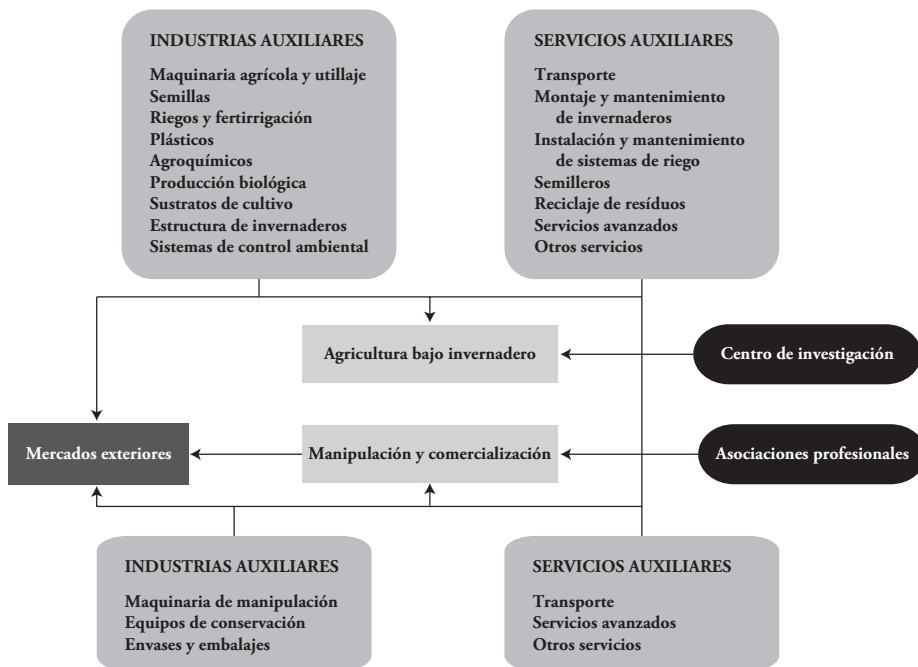 INDUSTRIAS AUXILIARES
Maquinaria agrícola y utillaje
Semillas
Riegos y fertirrigación
Plásticos
Agroquímicos
Producción biológica
Sustratos de cultivo
Estructura de invernaderos
Sistemas de control ambiental
SERVICIOS AUXILIARES
Transporte
Montaje y mantenimiento
de invernaderos
Instalación y mantenimiento
de sistemas de riego
Semilleros
Reciclaje de resíduos
Servicios avanzados
Otros servicios
Agricultura bajo invernadero
Centro de investigación
Mercados exteriores
Manipulación y comercialización
Asociaciones profesionales
INDUSTRIAS AUXILIARES
Maquinaria de manipulación
Equipos de conservación
Envases y embalajes
SERVICIOS AUXILIARES
Transporte
Servicios avanzados
Otros servicios